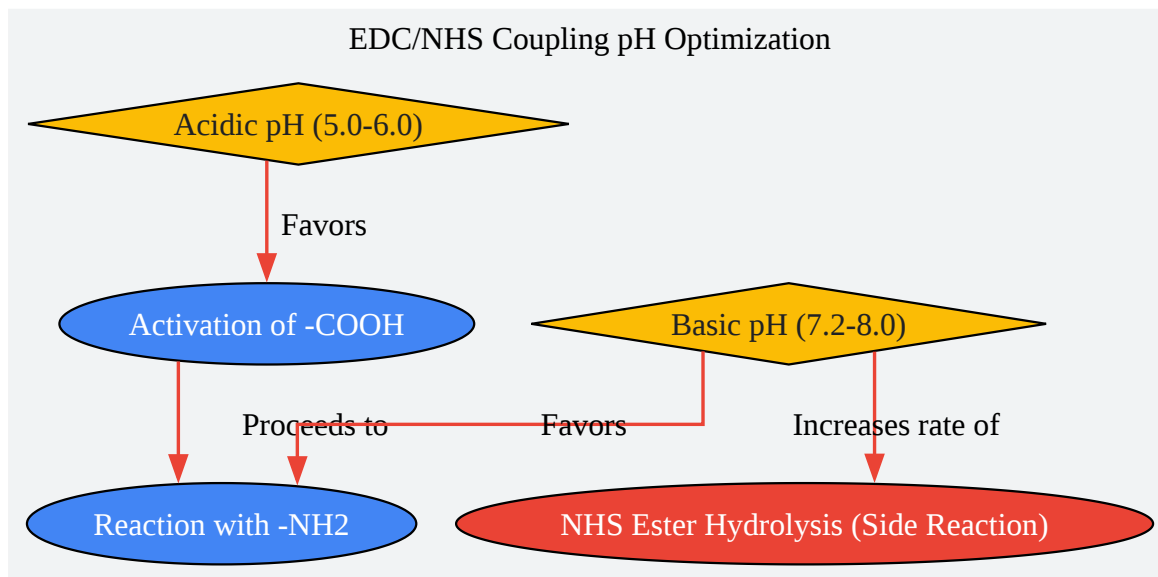 EDC/NHS Coupling pH Optimization
Acidic pH (5.0-6.0)
Favors
Activation of -COOH
Basic pH (7.2-8.0)
Proceeds to
Favors
Increases rate of
Reaction with -NH2
NHS Ester Hydrolysis (Side Reaction)